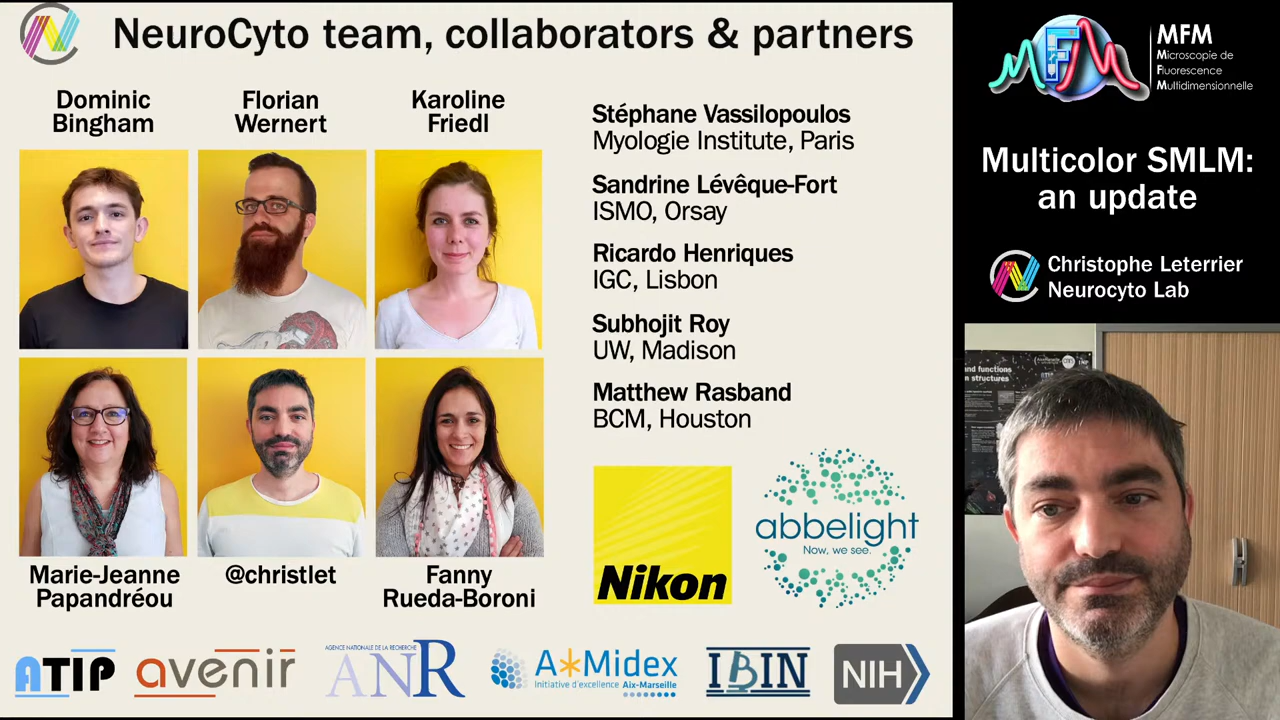 NeuroCyto team, collaborators & partners
Dominic
Bingham
Florian
Wernert
Karoline
Friedl
Marie-Jeanne
Papandréou
@christlet
Fanny
Rueda-Boroni
Stéphane Vassilopoulos
Myologie Institute, Paris
Sandrine Lévêque-Fort
ISMO, Orsay
Ricardo Henriques
IGC, Lisbon
Subhojit Roy
UW, Madison
Matthew Rasband
BCM, Houston
Nikon
abbelight
Now, we see.
ATIP
avenir
AGENCE NATIONALE DE LA RECHERCHE
ANR
A*Midex
Initiative d'excellence Aix-Marseille
IBIN
NIH
MFM
MFM
Microscopie de
Fluorescence
Multidimensionnelle
Multicolor SMLM:
an update
Christophe Leterrier
Neurocyto Lab
and functions
n structures